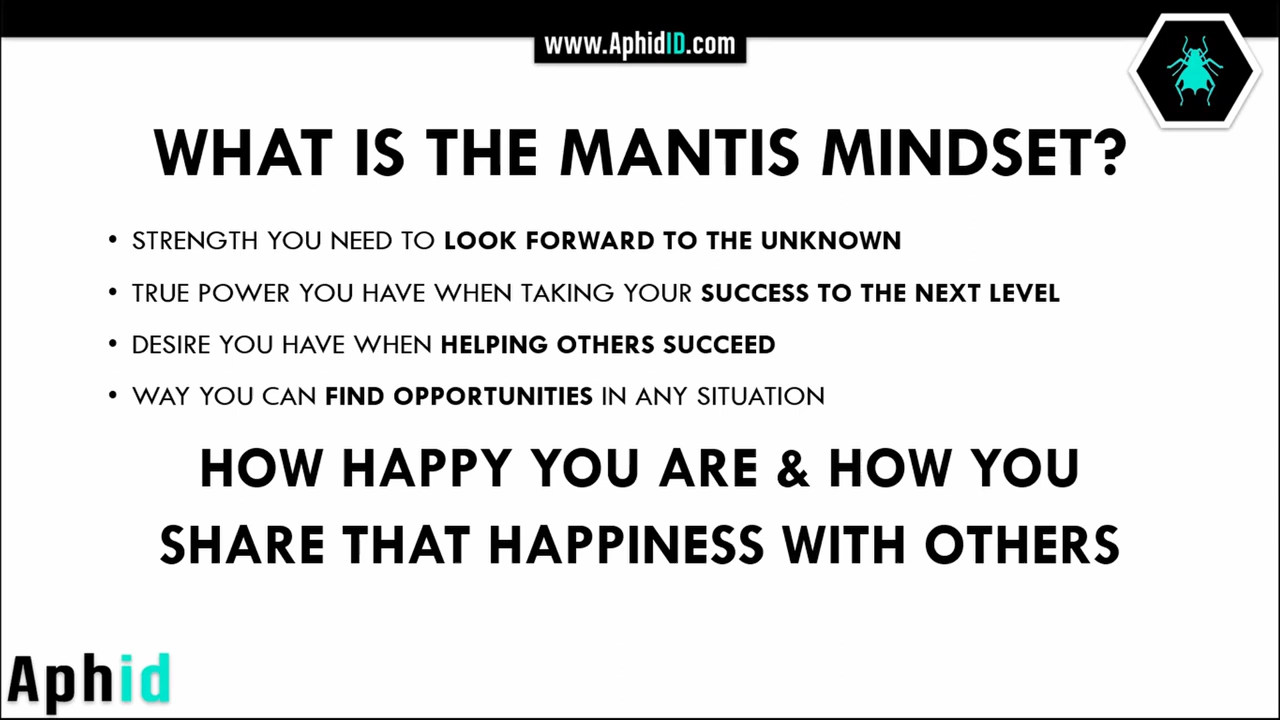 www.AphidID.com
WHAT IS THE MANTIS MINDSET?
• STRENGTH YOU NEED TO LOOK FORWARD TO THE UNKNOWN
• TRUE POWER YOU HAVE WHEN TAKING YOUR SUCCESS TO THE NEXT LEVEL
• DESIRE YOU HAVE WHEN HELPING OTHERS SUCCEED
• WAY YOU CAN FIND OPPORTUNITIES IN ANY SITUATION
HOW HAPPY YOU ARE & HOW YOU
SHARE THAT HAPPINESS WITH OTHERS
Aphid